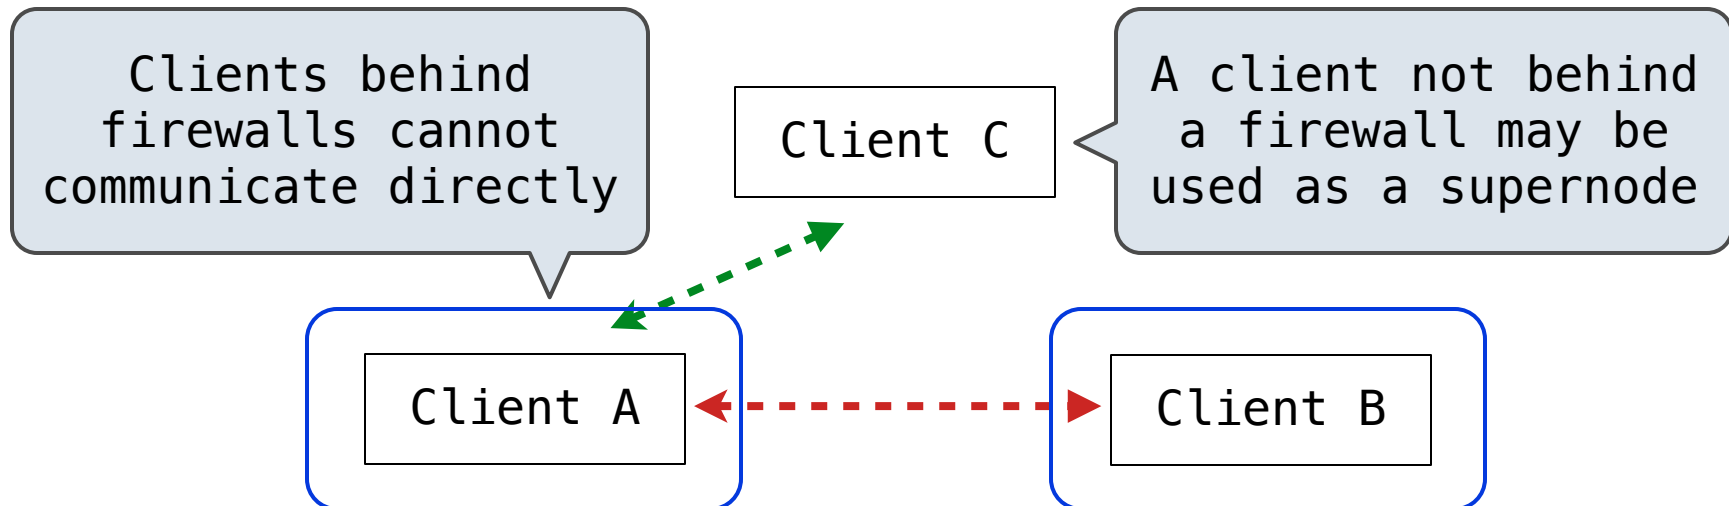 Clients behind
firewalls cannot
communicate directly
Client C
A client not behind
a firewall may be
used as a supernode
Client A
Client B